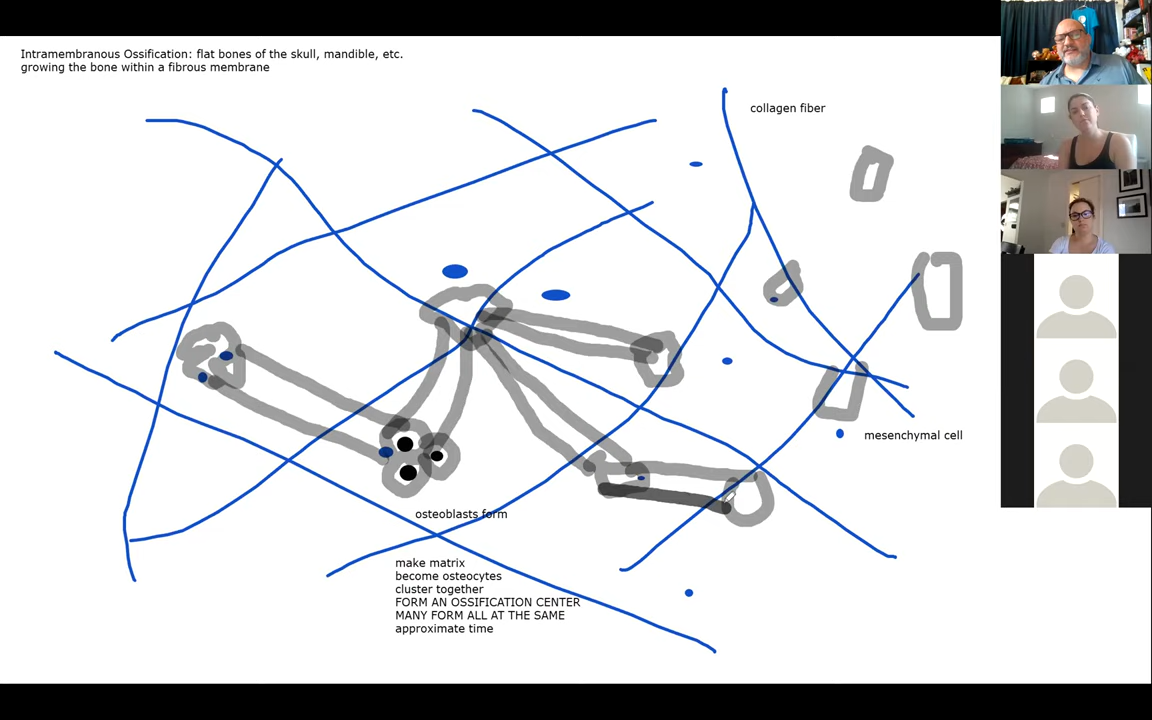 Intramembranous Ossification: flat bones of the skull, mandible, etc.
growing the bone within a fibrous membrane
collagen fiber
mesenchymal cell
osteoblasts form
make matrix
become osteocytes
cluster together
FORM AN OSSIFICATION CENTER
MANY FORM ALL AT THE SAME
approximate time